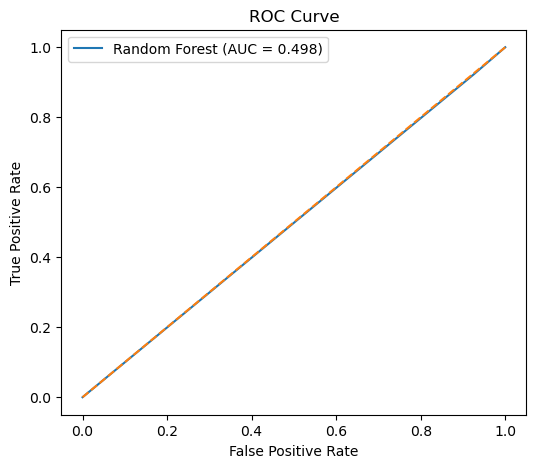 ROC Curve
Random Forest (AUC = 0.498)
1.0
0.8
0.6
0.4
0.2
0.0
True Positive Rate
0.0 0.2 0.4 0.6 0.8 1.0
False Positive Rate